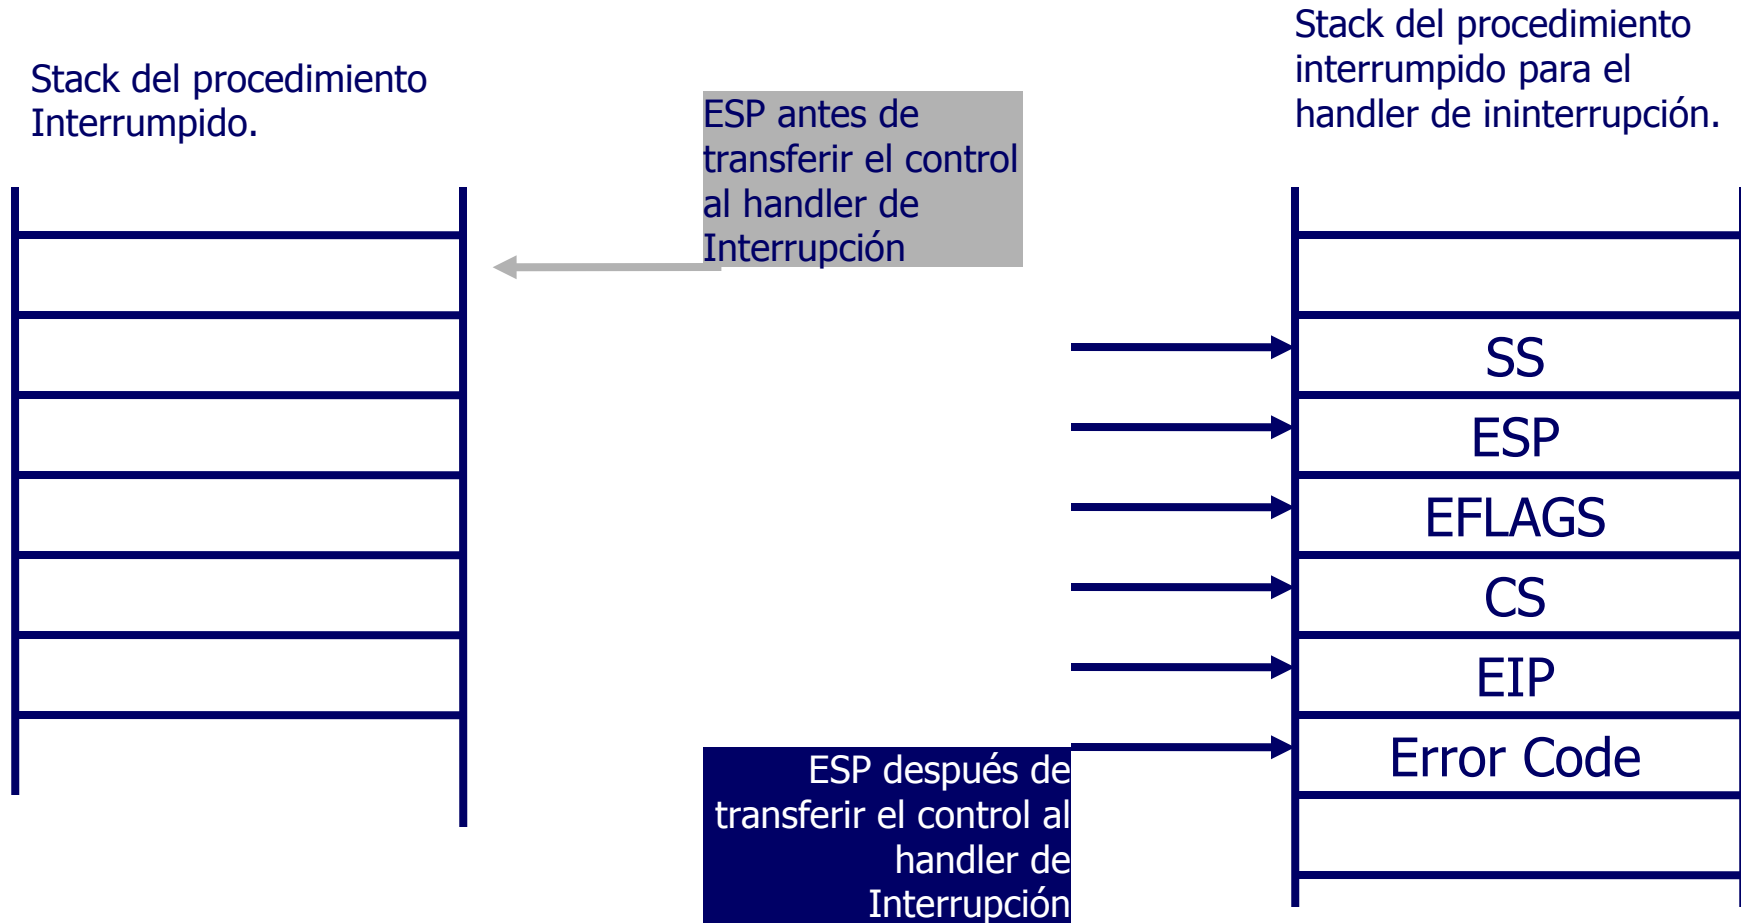 Stack del procedimiento
Interrumpido.
ESP antes de
transferir el control
al handler de
Interrupción
Stack del procedimiento
interrumpido para el
handler de ininterrupción.
SS
ESP
EFLAGS
CS
EIP
Error Code
ESP después de
transferir el control al
handler de
Interrupción